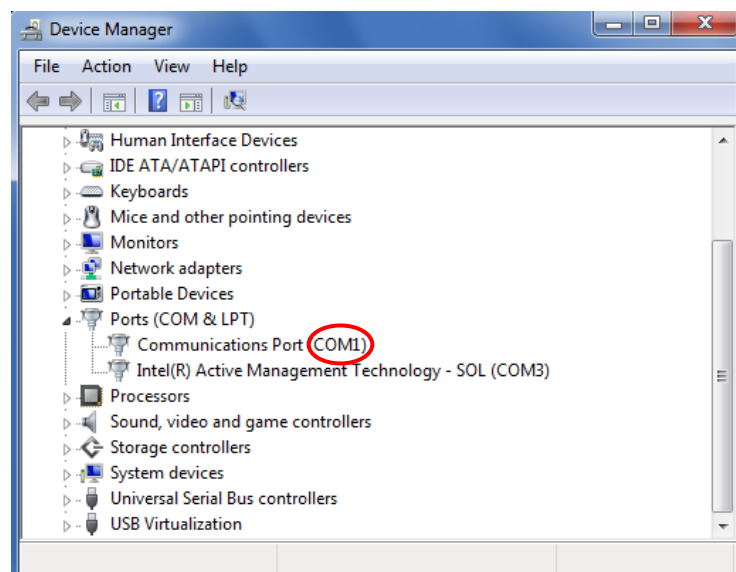 Device Manager
File Action View Help
Human Interface Devices
IDE ATA/ATAPI controllers
Keyboards
Mice and other pointing devices
Monitors
Network adapters
Portable Devices
Ports (COM & LPT)
Communications Port (COM1)
Intel(R) Active Management Technology - SOL (COM3)
Processors
Sound, video and game controllers
Storage controllers
System devices
Universal Serial Bus controllers
USB Virtualization